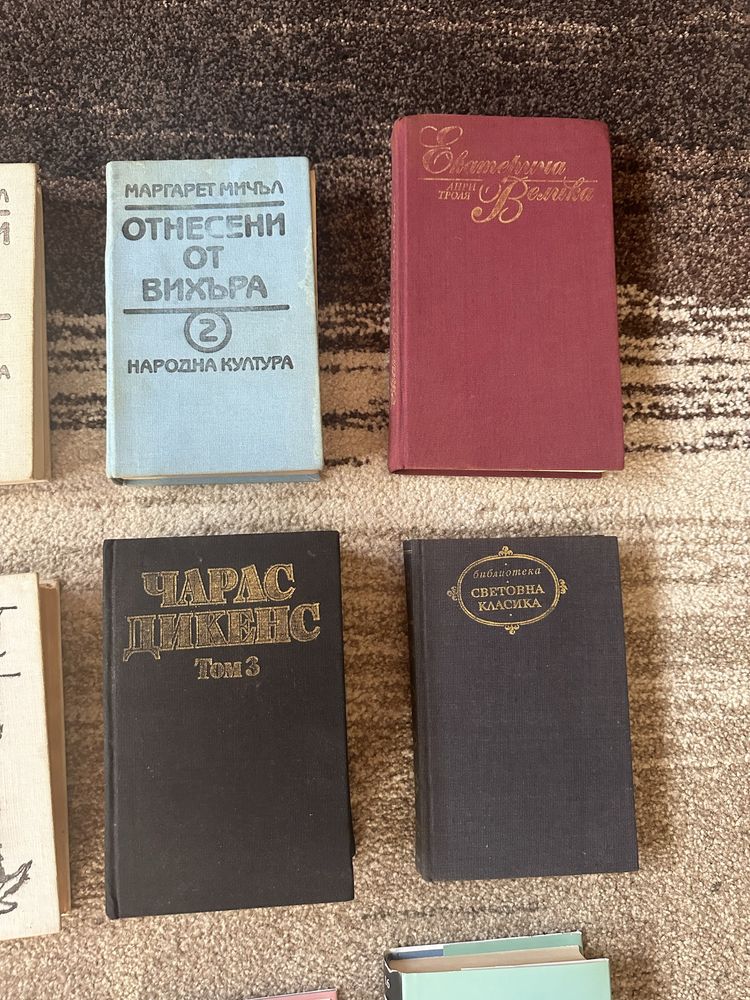 МАРГАРЕТ МИЧЪЛ
ОТНЕСЕНИ
ОТ
ВИХЪРА
2
НАРОДНА КУЛТУРА
Екатерина
АНРИ
ТРОАЯ
Велика
ЧАРЛС
ДИКЕНС
Том 3
библиотека
СВЕТОВНА
КЛАСИКА